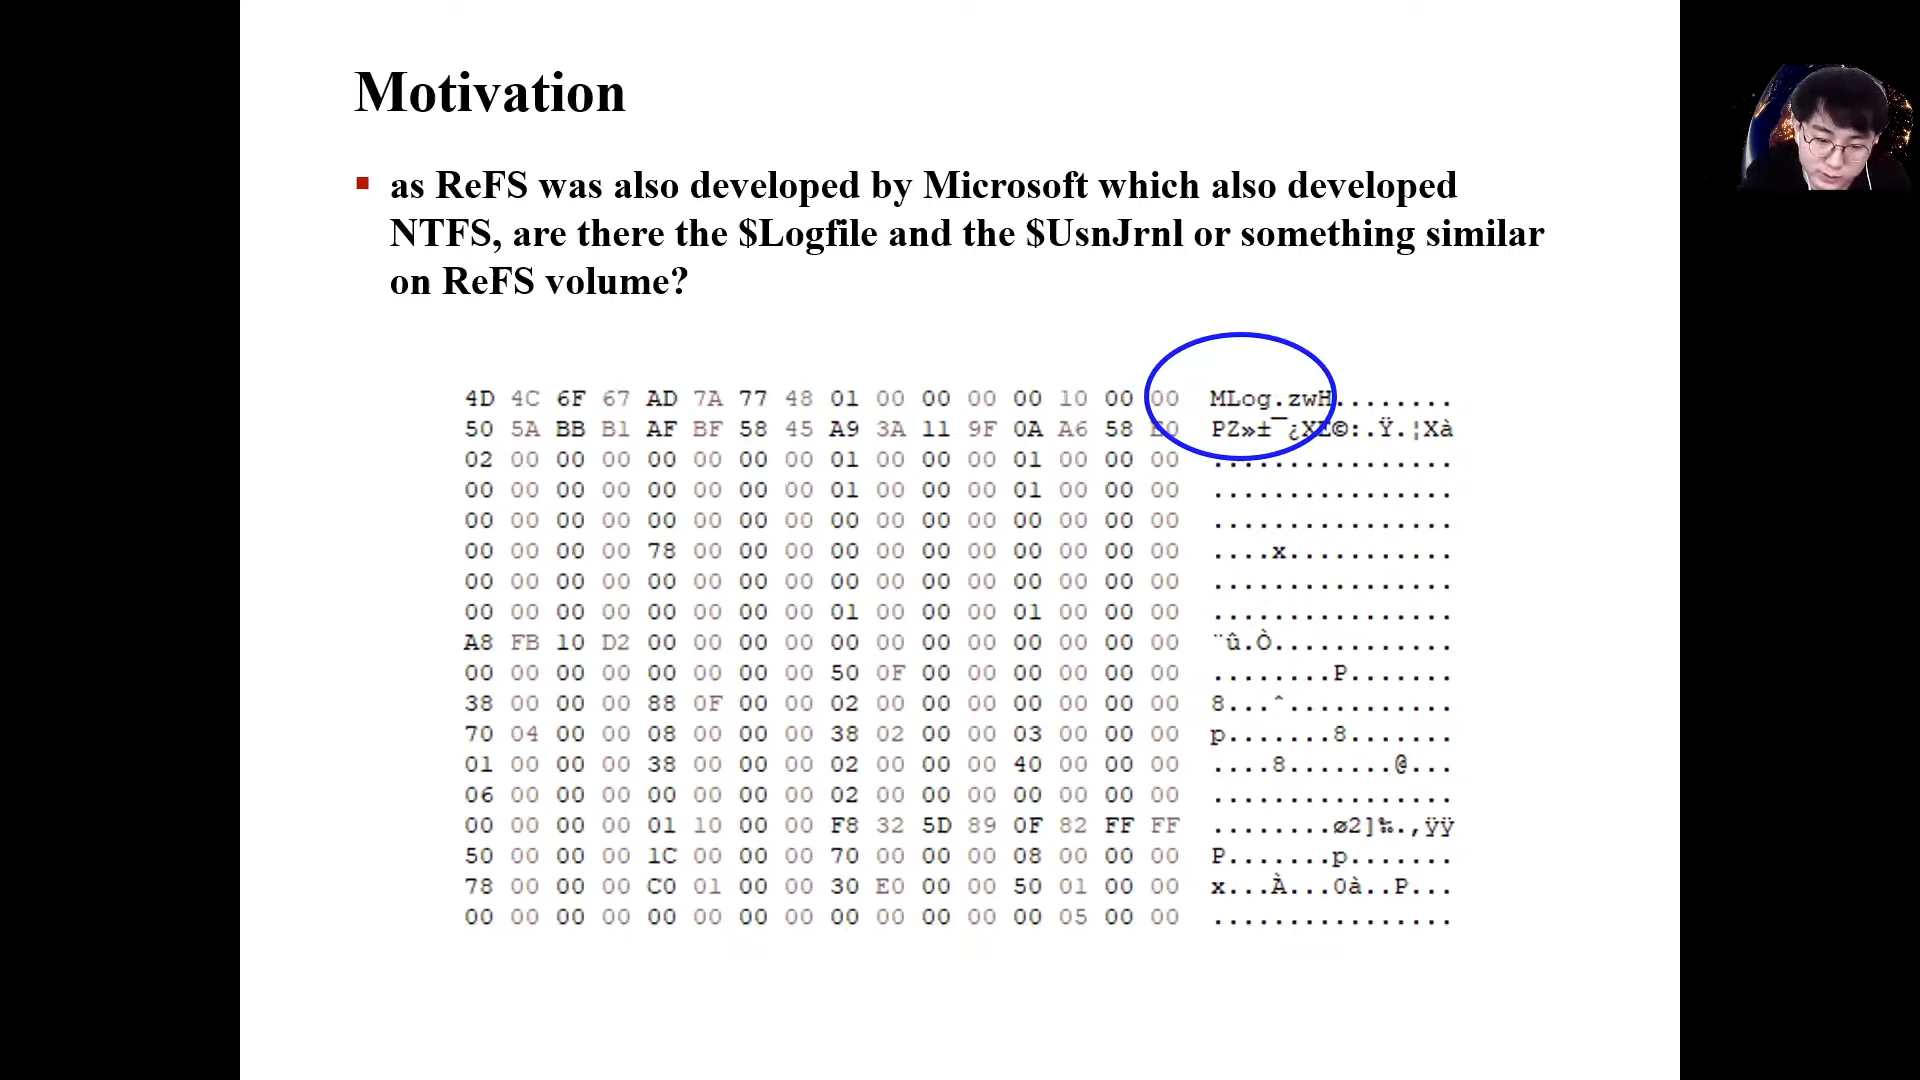 Motivation
as ReFS was also developed by Microsoft which also developed
NTFS, are there the $Logfile and the $UsnJrnl or something similar
on ReFS volume?
4D 4C 6F 67 AD 7A 77 48 01 00 00 00 00 10 00 00 MLog.zwH........
50 5A BB B1 AF BF 58 45 A9 3A 11 9F 0A A6 58 E0 PZ»±¯¿XE©:.Ÿ.¦Xà
02 00 00 00 00 00 00 00 01 00 00 00 01 00 00 00 ................
00 00 00 00 00 00 00 00 01 00 00 00 01 00 00 00 ................
00 00 00 00 00 00 00 00 00 00 00 00 00 00 00 00 ................
00 00 00 00 78 00 00 00 00 00 00 00 00 00 00 00 ....x...........
00 00 00 00 00 00 00 00 00 00 00 00 00 00 00 00 ................
00 00 00 00 00 00 00 00 01 00 00 00 01 00 00 00 ................
A8 FB 10 D2 00 00 00 00 00 00 00 00 00 00 00 00 ¨û.Ò............
00 00 00 00 00 00 00 00 50 0F 00 00 00 00 00 00 ........P.......
38 00 00 00 88 0F 00 00 02 00 00 00 00 00 00 00 8...ˆ...........
70 04 00 00 08 00 00 00 38 02 00 00 03 00 00 00 p.......8.......
01 00 00 00 38 00 00 00 02 00 00 00 40 00 00 00 ....8.......@...
06 00 00 00 00 00 00 00 02 00 00 00 00 00 00 00 ................
00 00 00 00 01 10 00 00 F8 32 5D 89 0F 82 FF FF ........ø2]‰.‚ÿÿ
50 00 00 00 1C 00 00 00 70 00 00 00 08 00 00 00 P.......p.......
78 00 00 00 C0 01 00 00 30 E0 00 00 50 01 00 00 x...À...0à..P...
00 00 00 00 00 00 00 00 00 00 00 00 00 05 00 00 ................